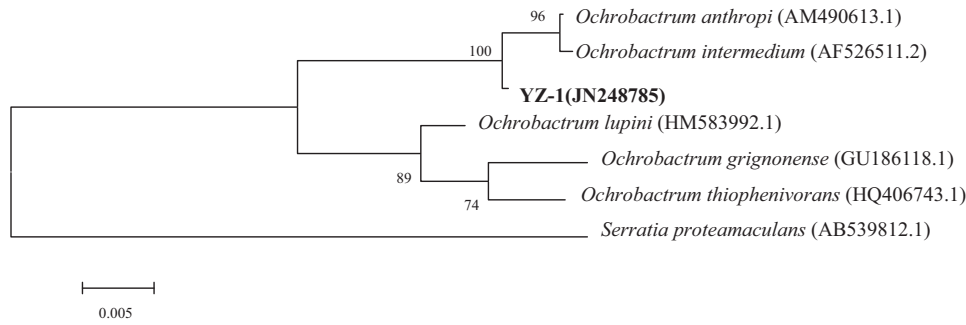 96
Ochrobactrum anthropi (AM490613.1)
100
Ochrobactrum intermedium (AF526511.2)
YZ-1(JN248785)
Ochrobactrum lupini (HM583992.1)
Ochrobactrum grignonense (GU186118.1)
89
Ochrobactrum thiophenivorans (HQ406743.1)
74
Serratia proteamaculans (AB539812.1)
0.005